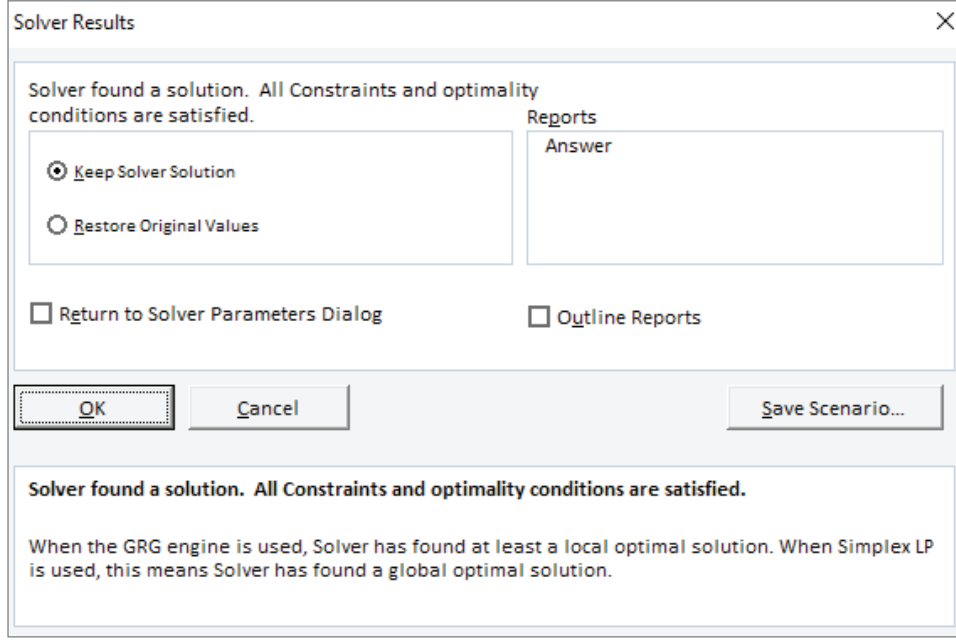 Solver Results
Solver found a solution.  All Constraints and optimality
conditions are satisfied.
Reports
Answer
Keep Solver Solution
Restore Original Values
Return to Solver Parameters Dialog
Outline Reports
OK
Cancel
Save Scenario...
Solver found a solution.  All Constraints and optimality conditions are satisfied.
When the GRG engine is used, Solver has found at least a local optimal solution. When Simplex LP
is used, this means Solver has found a global optimal solution.